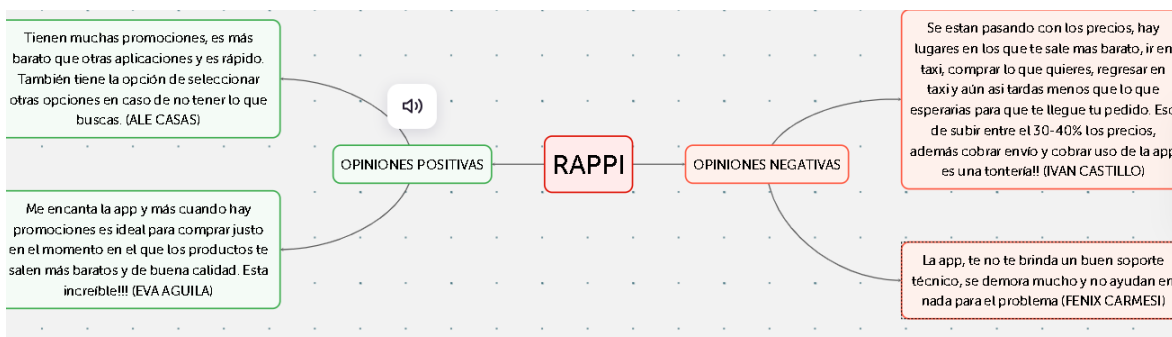 Tienen muchas promociones, es más
barato que otras aplicaciones y es rápido.
También tiene la opción de seleccionar
otras opciones en caso de no tener lo que
buscas. (ALE CASAS)
Me encanta la app y más cuando hay
promociones es ideal para comprar justo
en el momento en el que los productos te
salen más baratos y de buena calidad. Esta
increíble!!! (EVA AGUILA)
OPINIONES POSITIVAS
RAPPI
OPINIONES NEGATIVAS
Se estan pasando con los precios, hay
lugares en los que te sale mas barato, ir en
taxi, comprar lo que quieres, regresar en
taxi y aún asi tardas menos que lo que
esperarias para que te llegue tu pedido. Eso
de subir entre el 30-40% los precios,
además cobrar envío y cobrar uso de la app
es una tontería!! (IVAN CASTILLO)
La app, te no te brinda un buen soporte
técnico, se demora mucho y no ayudan en
nada para el problema (FENIX CARMESI)